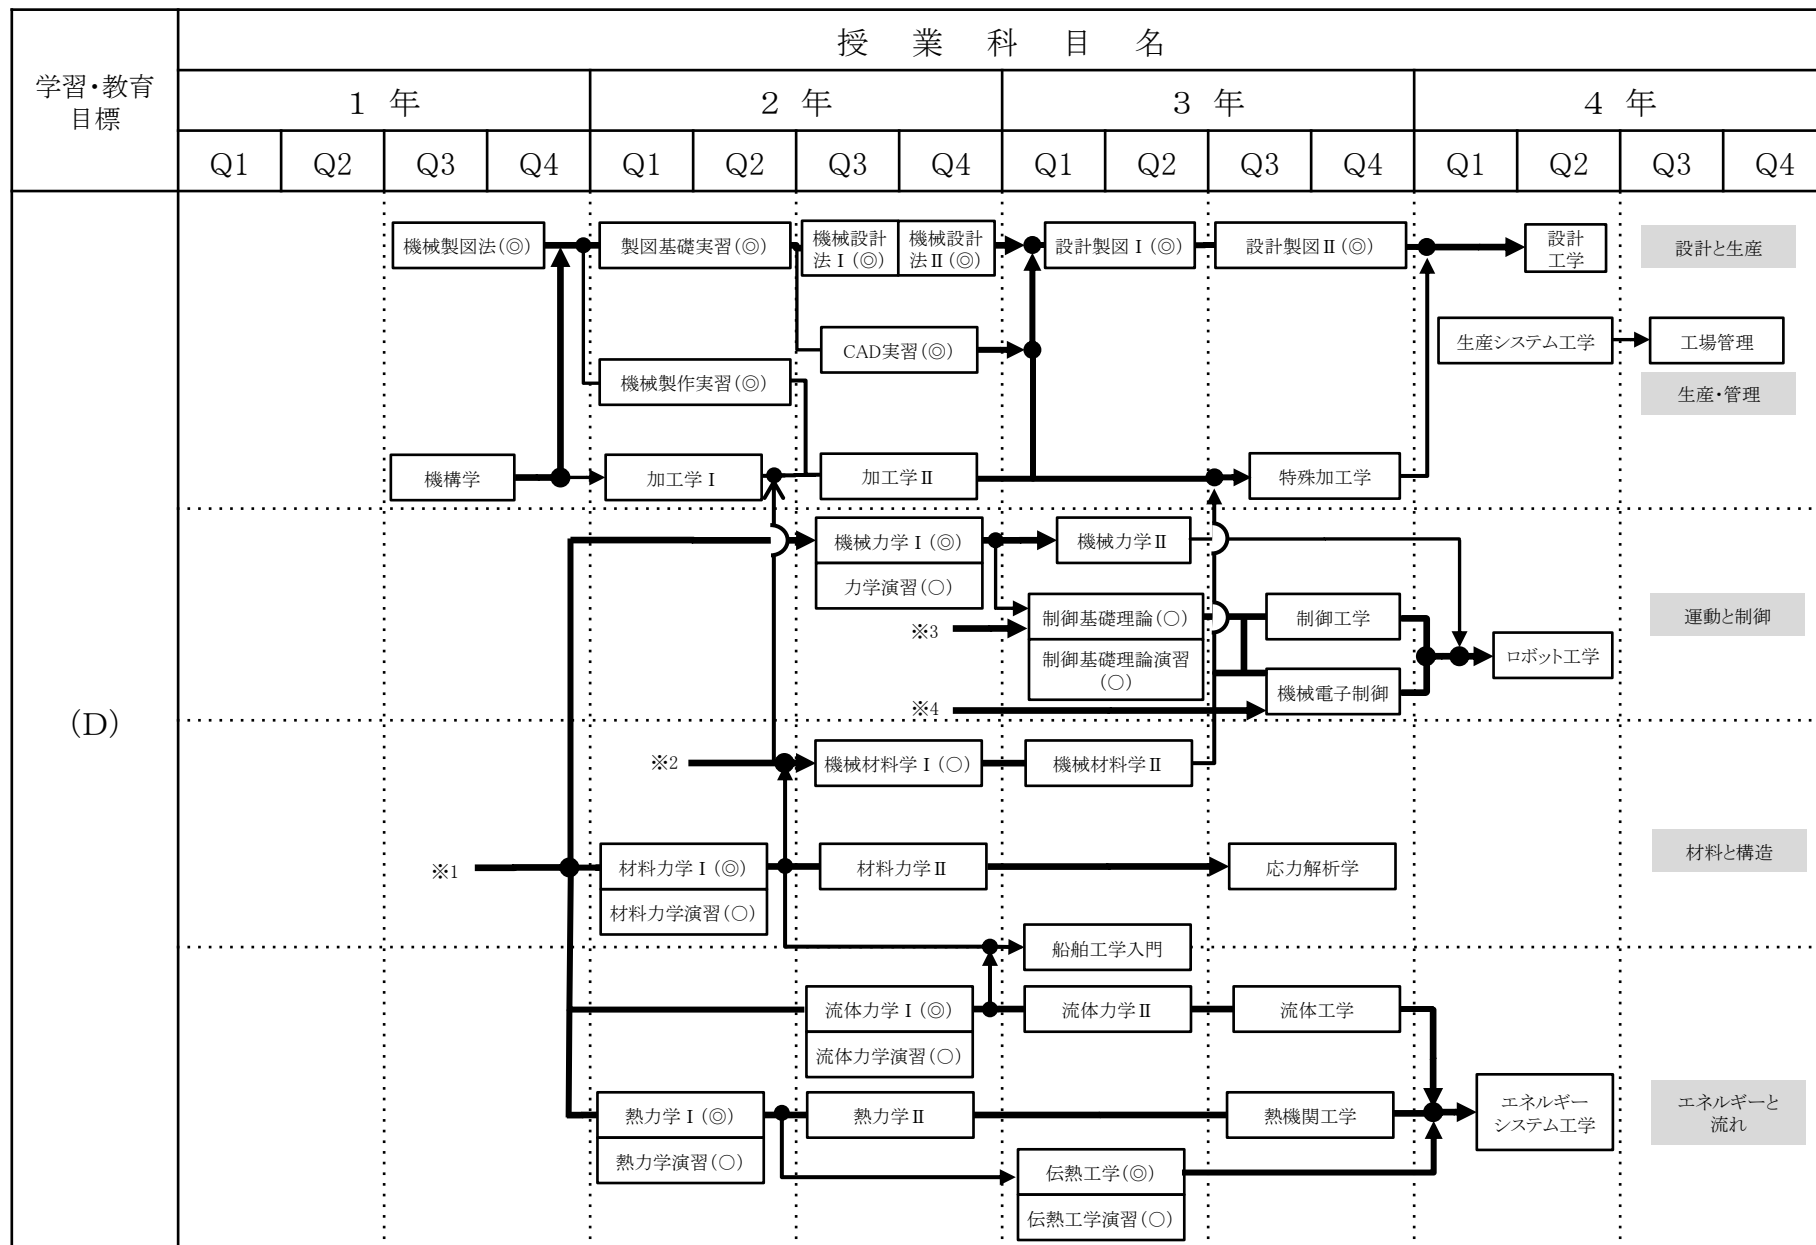 学習・教育
目標
授 業 科 目 名
1 年
2 年
3 年
4 年
Q1 Q2 Q3 Q4 Q1 Q2 Q3 Q4 Q1 Q2 Q3 Q4 Q1 Q2 Q3 Q4
(D)
機械製図法(◎)
製図基礎実習(◎)
機械設計
法Ⅰ(◎)
機械設計
法Ⅱ(◎)
設計製図Ⅰ(◎)
設計製図Ⅱ(◎)
設計
工学
設計と生産
CAD実習(◎)
生産システム工学
工場管理
機械製作実習(◎)
生産・管理
機構学
加工学Ⅰ
加工学Ⅱ
特殊加工学
機械力学Ⅰ(◎)
力学演習(○)
機械力学Ⅱ
※3
制御基礎理論(○)
制御基礎理論演習
(○)
制御工学
運動と制御
ロボット工学
機械電子制御
※4
※2
機械材料学Ⅰ(○)
機械材料学Ⅱ
※1
材料力学Ⅰ(◎)
材料力学演習(○)
材料力学Ⅱ
応力解析学
材料と構造
船舶工学入門
流体力学Ⅰ(◎)
流体力学演習(○)
流体力学Ⅱ
流体工学
熱力学Ⅰ(◎)
熱力学演習(○)
熱力学Ⅱ
熱機関工学
エネルギー
システム工学
エネルギーと
流れ
伝熱工学(◎)
伝熱工学演習(○)